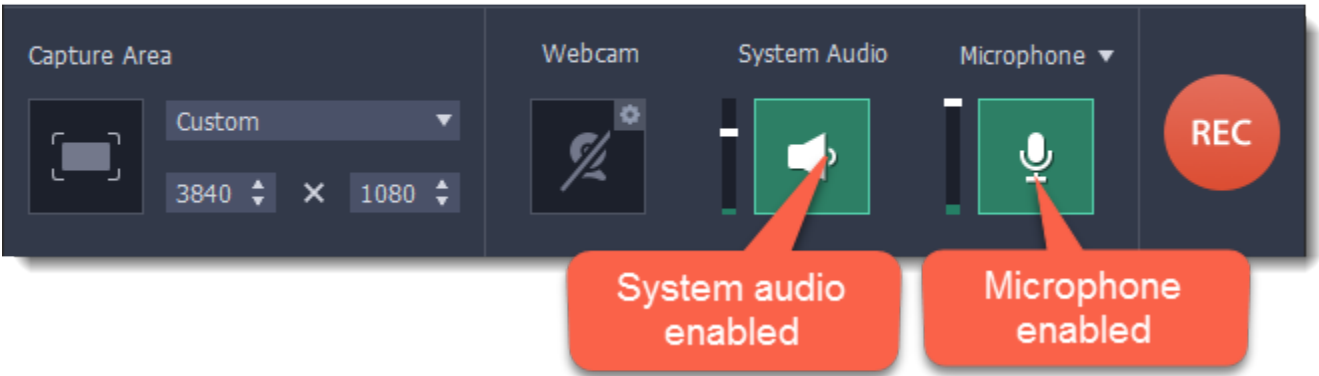 Capture Area
Webcam
System Audio
Microphone
Custom
3840 × 1080
REC
System audio
enabled
Microphone
enabled